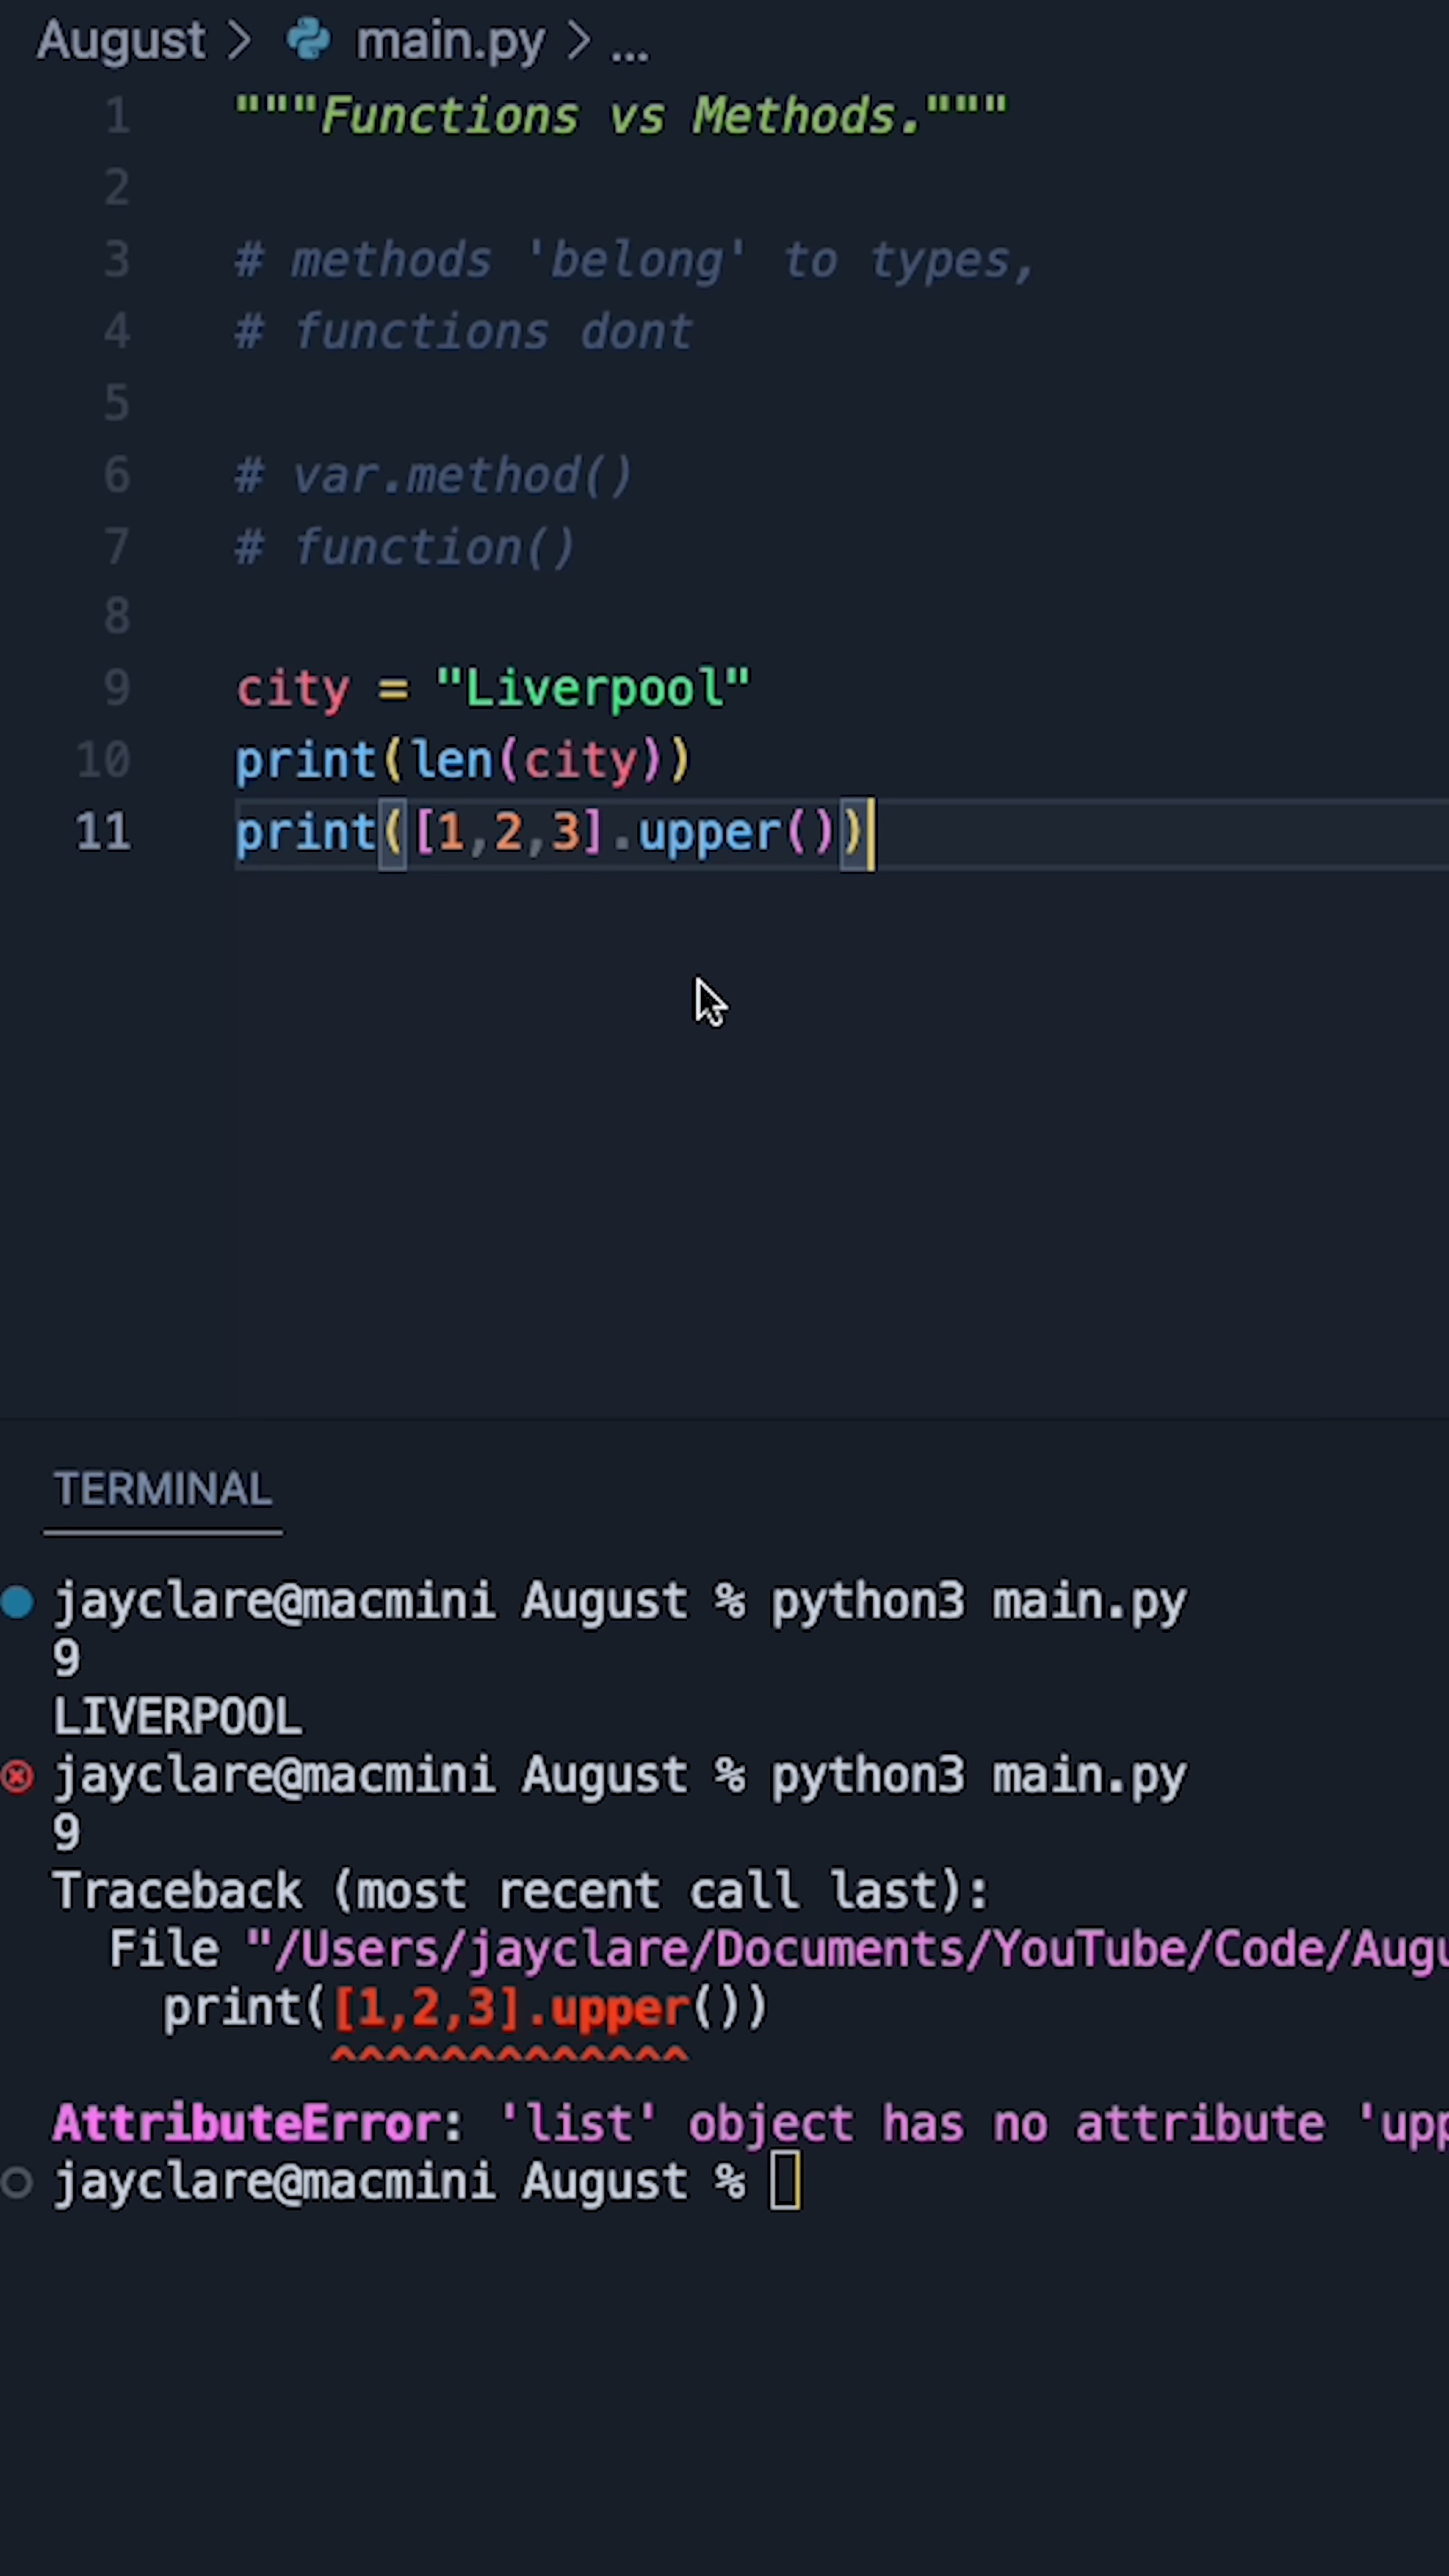 August > main.py > ...
1 """Functions vs Methods."""
2
3 # methods 'belong' to types,
4 # functions dont
5
6 # var.method()
7 # function()
8
9 city = "Liverpool"
10 print(len(city))
11 print([1,2,3].upper())
TERMINAL
jayclare@macmini August % python3 main.py
9
LIVERPOOL
jayclare@macmini August % python3 main.py
9
Traceback (most recent call last):
File "/Users/jayclare/Documents/YouTube/Code/Augu
print([1,2,3].upper())
^^^^^^^^^^^^^
AttributeError: 'list' object has no attribute 'upp
jayclare@macmini August %